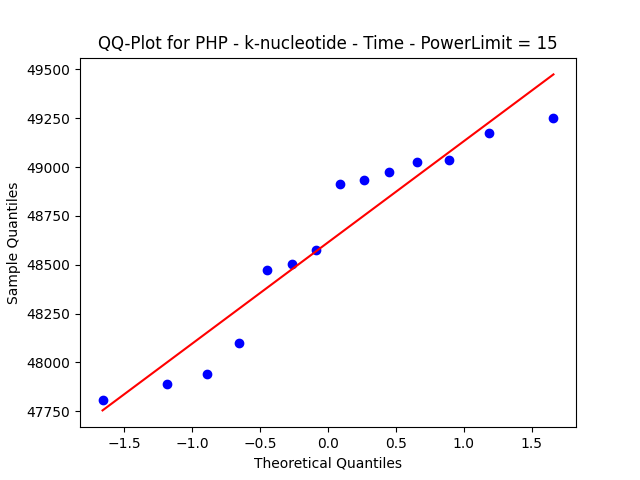 QQ-Plot for PHP - k-nucleotide - Time - PowerLimit = 15
49500
49250
49000
48750
48500
48250
48000
47750
Sample Quantiles
−1.5 −1.0 −0.5 0.0 0.5 1.0 1.5
Theoretical Quantiles